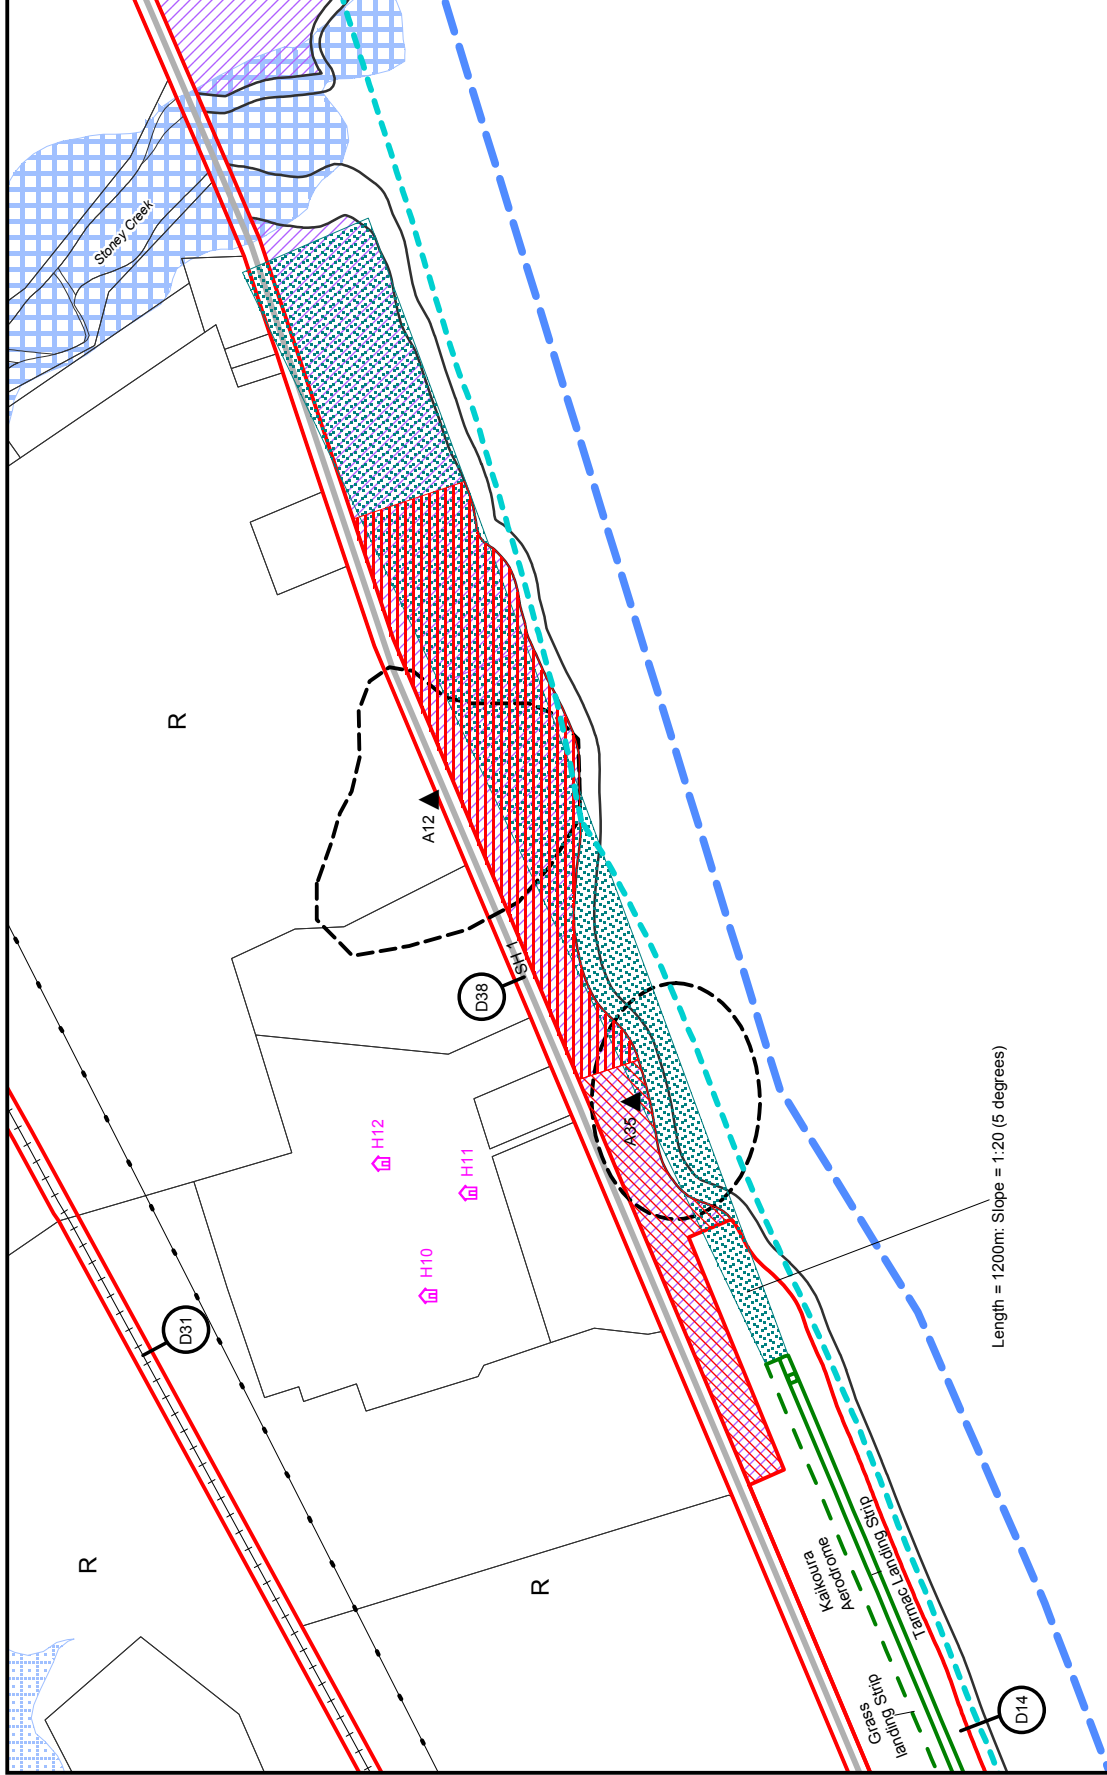 Stoney Creek
R
A12
SH 1
D38
A35
H12
H11
H10
D31
Length = 1200m: Slope = 1:20 (5 degrees)
R
R
Kaikoura
Aerodrome
Tarmac Landing Strip
Grass
landing Strip
D14